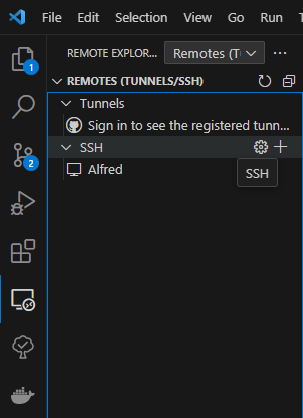 File Edit Selection View Go Run
REMOTE EXPLOR... Remotes (T
REMOTES (TUNNELS/SSH)
1
Tunnels
Sign in to see the registered tunn...
SSH
2
Alfred
SSH